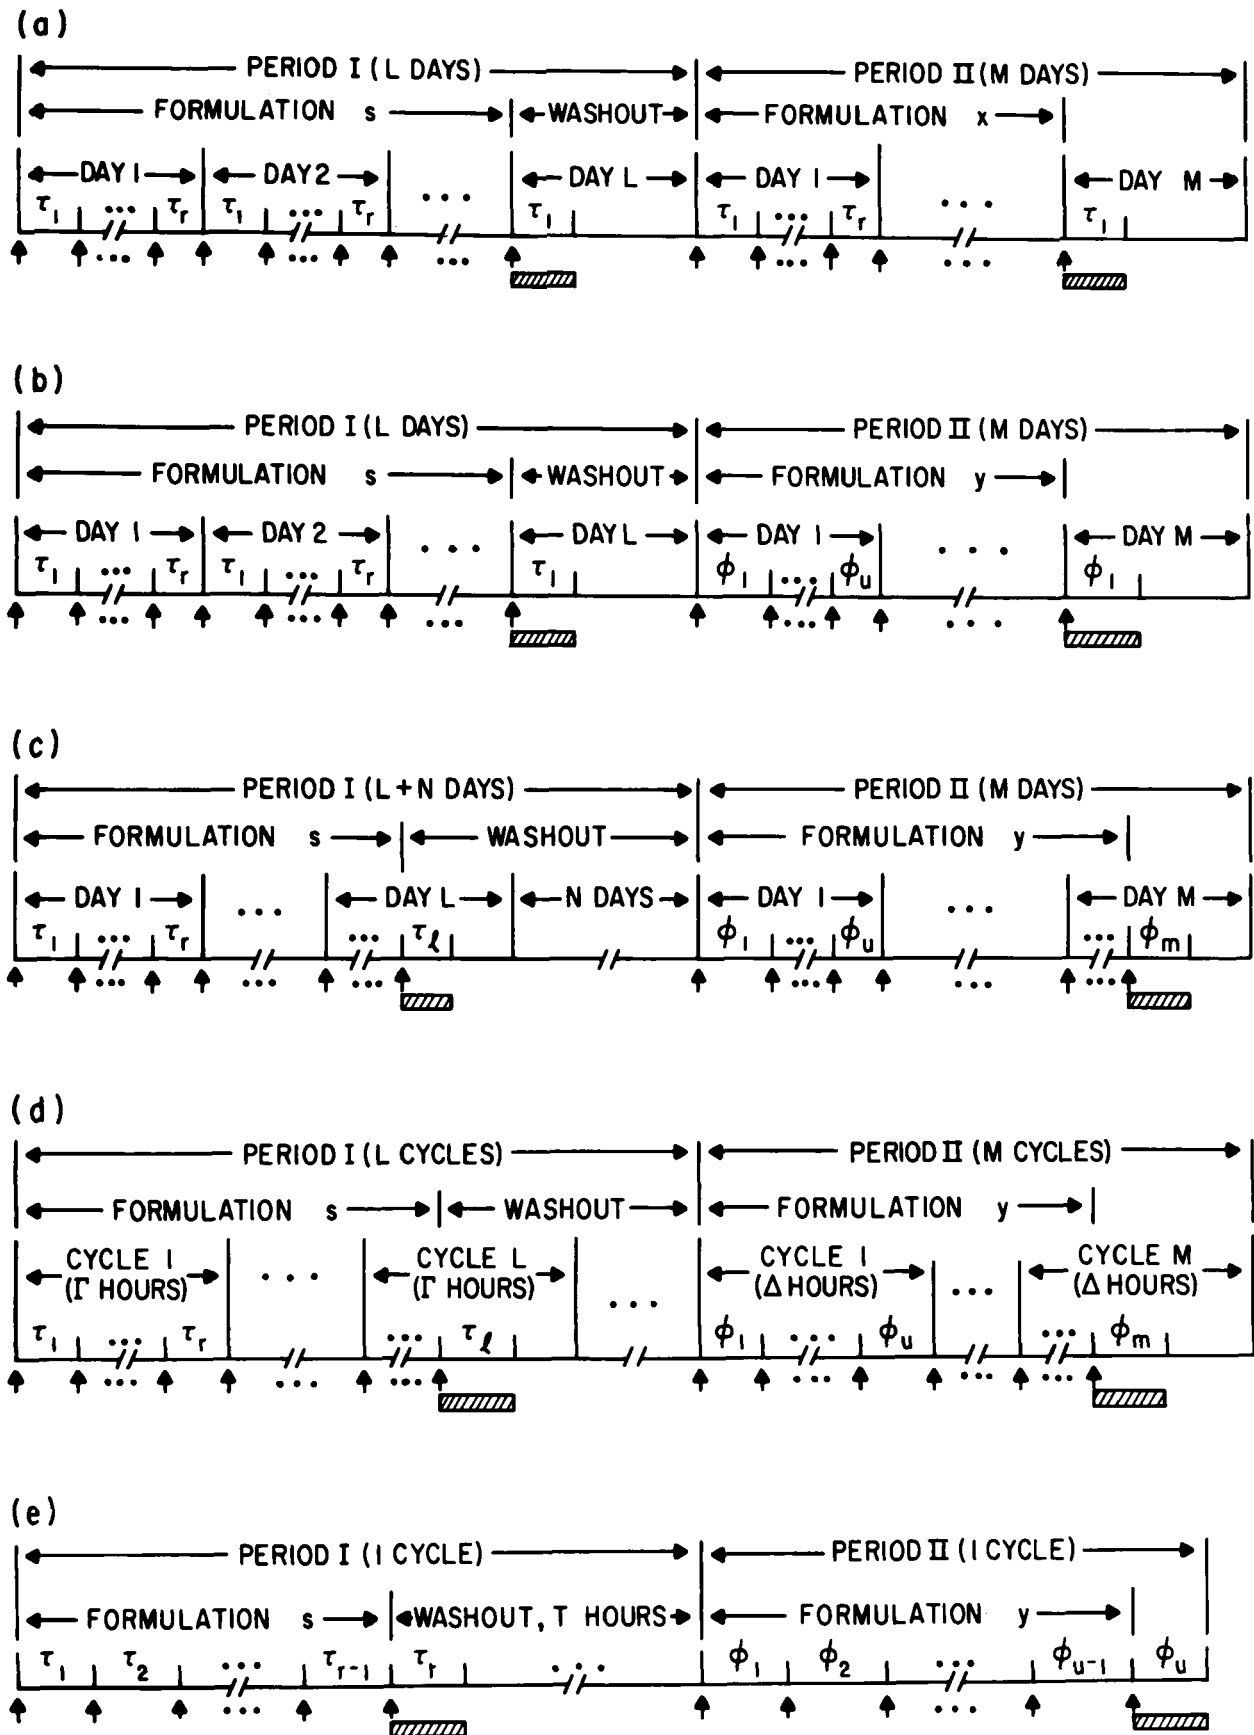 (a)
PERIOD I (L DAYS) PERIOD II (M DAYS)
FORMULATION s WASHOUT FORMULATION x
DAY 1 DAY 2 ... DAY L DAY 1 ... DAY M
τ₁ ... τᵣ τ₁ ... τᵣ τ₁ τ₁ ... τᵣ τ₁
... ... ... ... ...
(b)
PERIOD I (L DAYS) PERIOD II (M DAYS)
FORMULATION s WASHOUT FORMULATION y
DAY 1 DAY 2 ... DAY L DAY 1 ... DAY M
τ₁ ... τᵣ τ₁ ... τᵣ τ₁ ϕ₁ ... ϕᵤ ϕ₁
... ... ... ... ...
(c)
PERIOD I (L + N DAYS) PERIOD II (M DAYS)
FORMULATION s WASHOUT FORMULATION y
DAY 1 ... DAY L N DAYS DAY 1 ... DAY M
τ₁ ... τᵣ ... τℓ ϕ₁ ... ϕᵤ ... ϕₘ
... ... ... ... ... ...
(d)
PERIOD I (L CYCLES) PERIOD II (M CYCLES)
FORMULATION s WASHOUT FORMULATION y
CYCLE 1 CYCLE L CYCLE 1 CYCLE M
(Γ HOURS) ... (Γ HOURS) ... (Δ HOURS) ... (Δ HOURS)
τ₁ ... τᵣ ... τℓ ϕ₁ ... ϕᵤ ... ϕₘ
... ... ... ... ... ...
(e)
PERIOD I (1 CYCLE) PERIOD II (1 CYCLE)
FORMULATION s WASHOUT, T HOURS FORMULATION y
τ₁ τ₂ ... τᵣ₋₁ τᵣ ... ϕ₁ ϕ₂ ... ϕᵤ₋₁ ϕᵤ
... ...